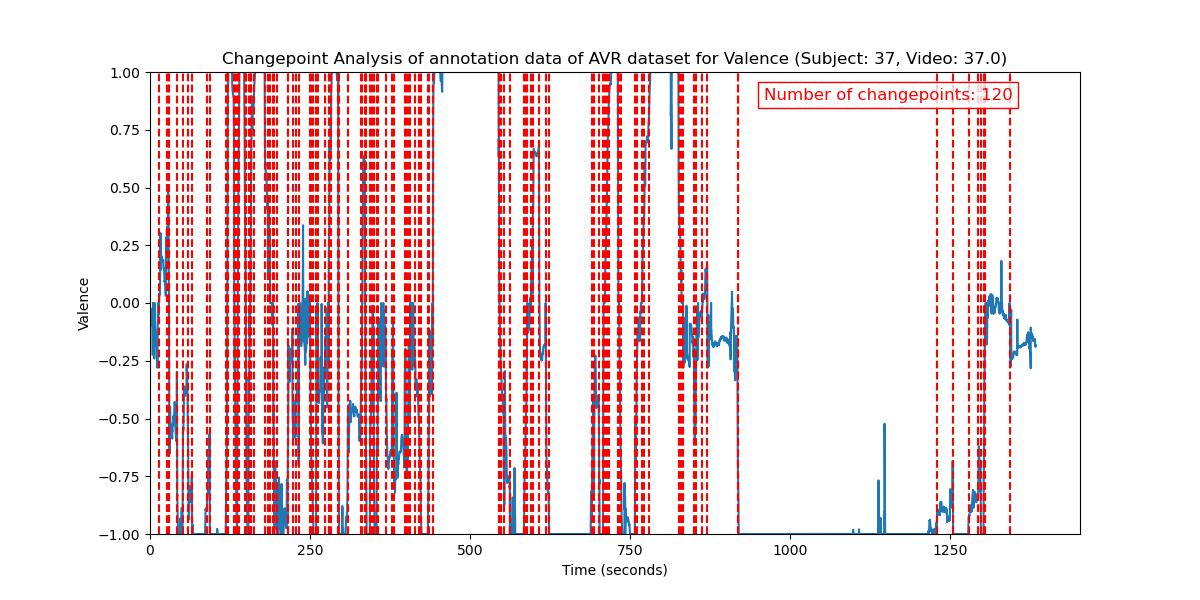 Changepoint Analysis of annotation data of AVR dataset for Valence (Subject: 37, Video: 37.0)
1.00
Number of changepoints: 120
0.75
0.50
0.25
0.00
−0.25
−0.50
−0.75
−1.00
Valence
0 250 500 750 1000 1250
Time (seconds)